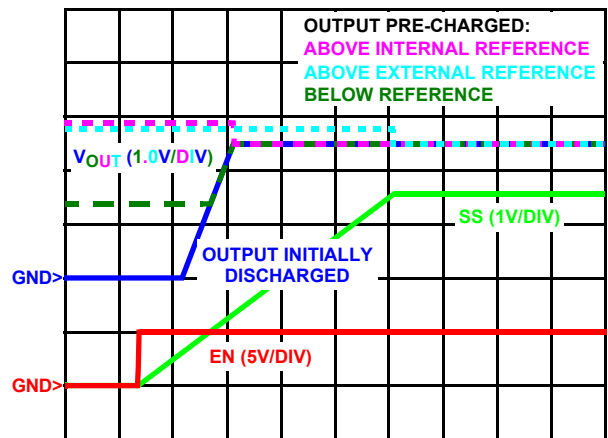 OUTPUT PRE-CHARGED:
ABOVE INTERNAL REFERENCE
ABOVE EXTERNAL REFERENCE
BELOW REFERENCE
VOUT (1.0V/DIV)
SS (1V/DIV)
OUTPUT INITIALLY
DISCHARGED
GND>
EN (5V/DIV)
GND>